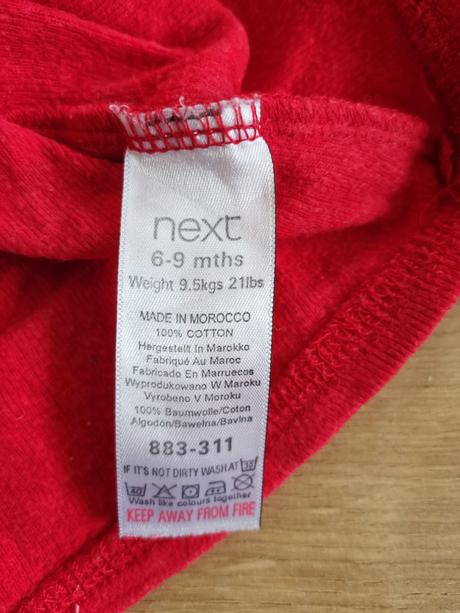 next
6-9 mths
Weight 9.5kgs 21lbs
MADE IN MOROCCO
100% COTTON
Hergestellt In Marokko
Fabriqué Au Maroc
Fabricado En Marruecos
Wyprodukowano W Maroku
Vyrobeno V Moroku
100% Baumwolle/Coton
Algodón/Bawełna/Bavlna
883-311
IF IT'S NOT DIRTY WASH AT 30
40
Wash like colours together
KEEP AWAY FROM FIRE